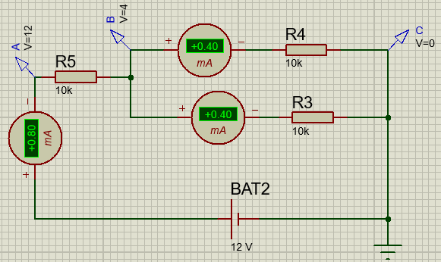 A
V=12
B
V=4
C
V=0
+
+0.40
mA
−
R4
10k
R5
10k
+
+0.40
mA
−
R3
10k
−
+0.80
mA
+
BAT2
12 V